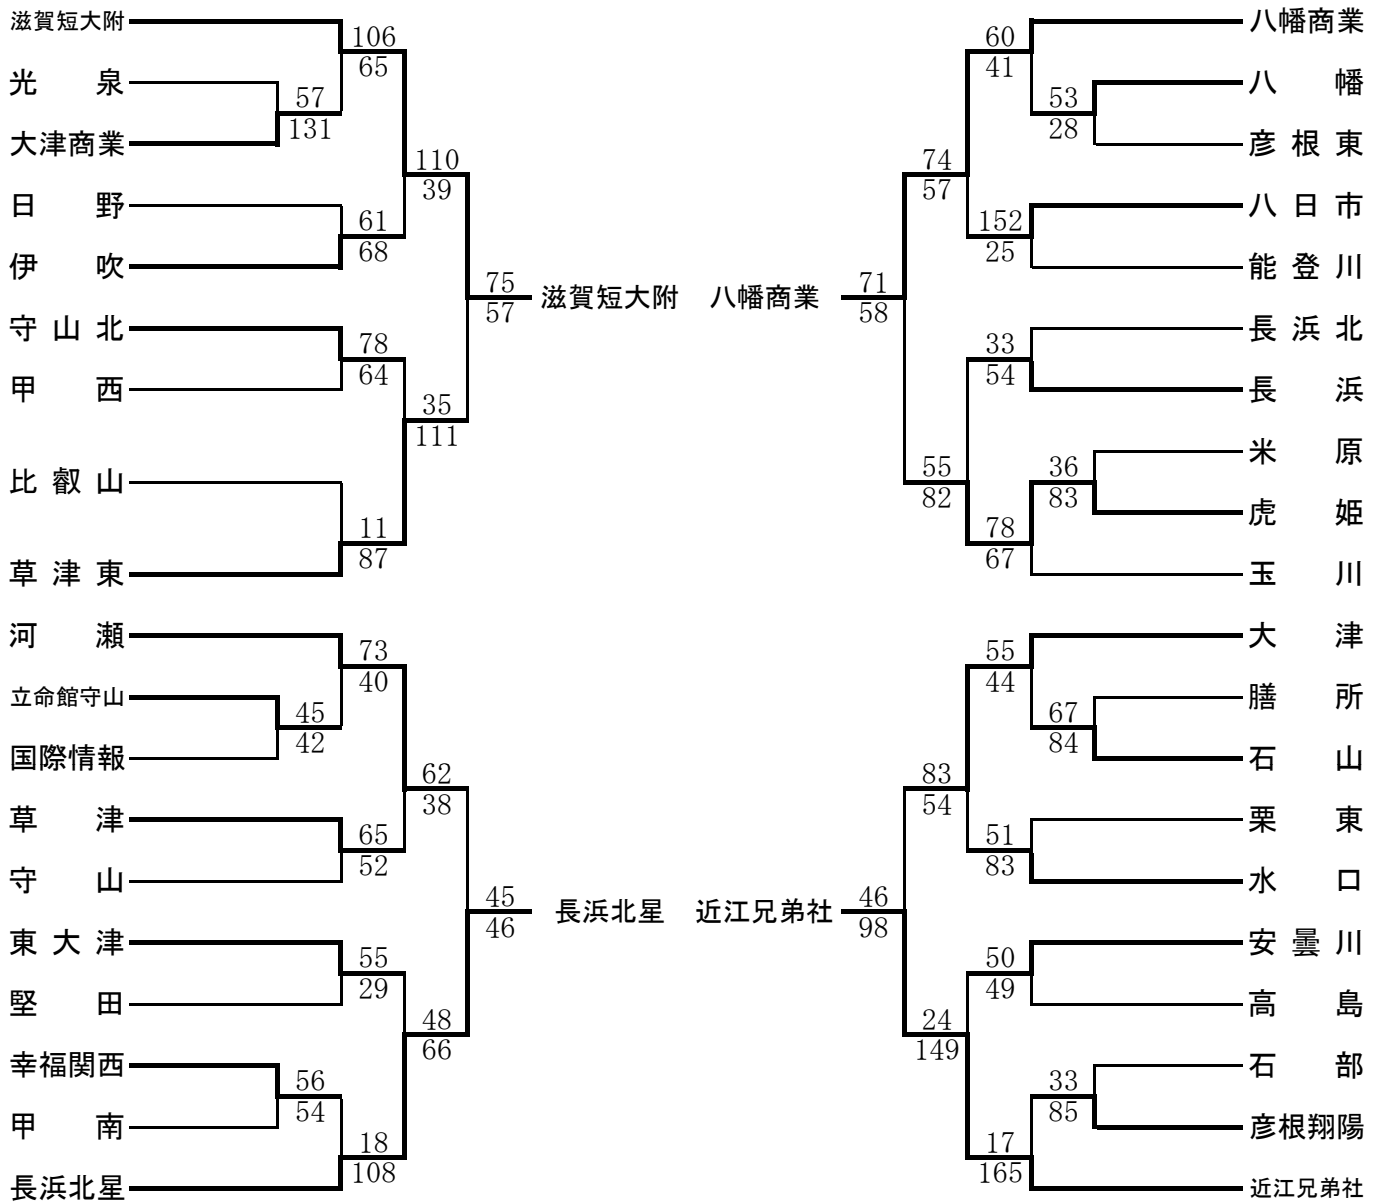 滋賀短大附 106 60 八幡商業
65 41
光泉 57 53 八幡
大津商業 131 28 彦根東
110 74
39 57
日野 61 152 八日市
伊吹 68 25 能登川
75 滋賀短大附 八幡商業 71
57 58
守山北 78 33 長浜北
甲西 64 54 長浜
35 111
米原
比叡山 55 36 虎姫
82 83
11 78
草津東 87 67 玉川
河瀬 73 55 大津
40 44
立命館守山 45 67 膳所
国際情報 42 84 石山
62 83
38 54
草津 65 51 栗東
守山 52 83 水口
45 長浜北星 近江兄弟社 46
46 98
東大津 55 50 安曇川
堅田 29 49 高島
48 24
66 149
幸福関西 56 33 石部
甲南 54 85 彦根翔陽
18 17
長浜北星 108 165 近江兄弟社